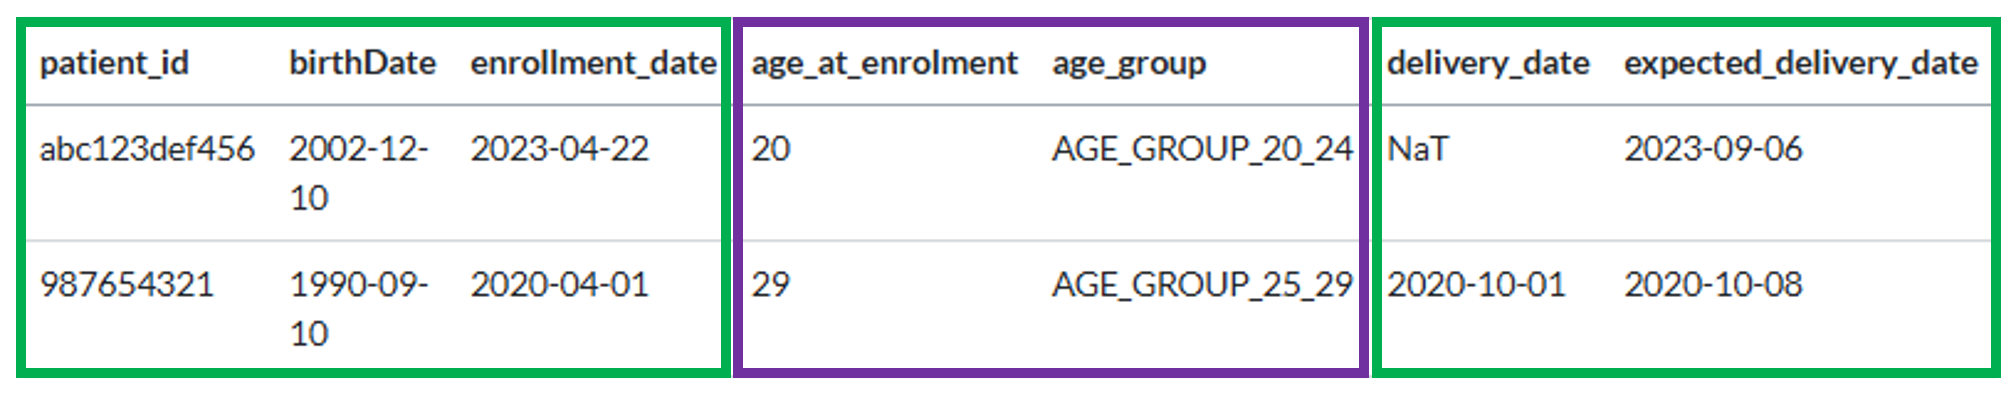 patient_id birthDate enrollment_date age_at_enrolment age_group delivery_date expected_delivery_date
abc123def456 2002-12- 2023-04-22 20 AGE_GROUP_20_24 NaT 2023-09-06
10
987654321 1990-09- 2020-04-01 29 AGE_GROUP_25_29 2020-10-01 2020-10-08
10